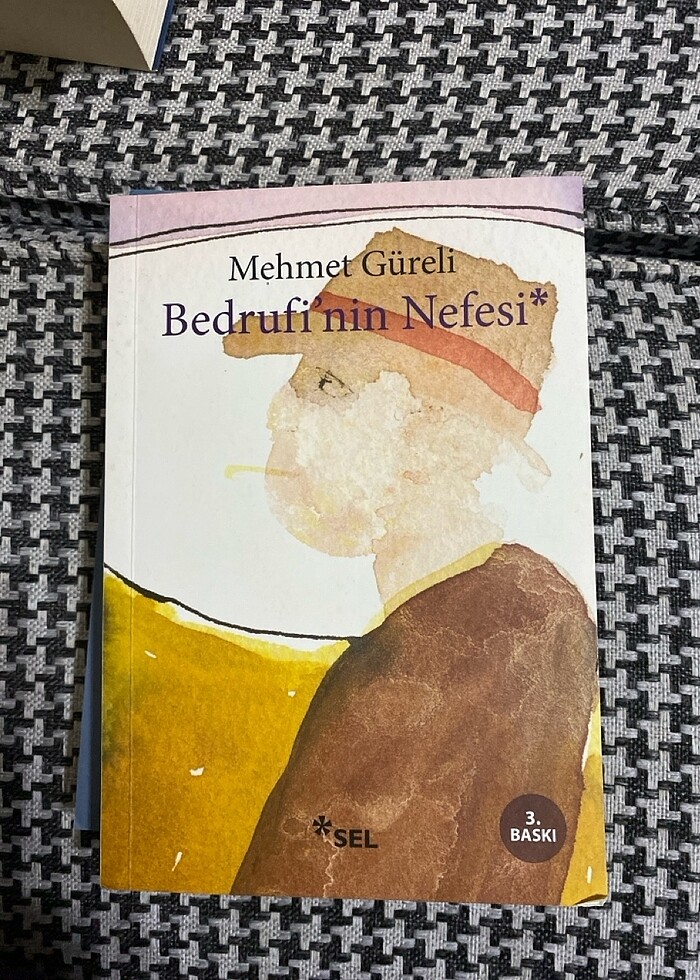 Mehmet Güreli
Bedrufi’nin Nefesi*
*SEL
3.
BASKI